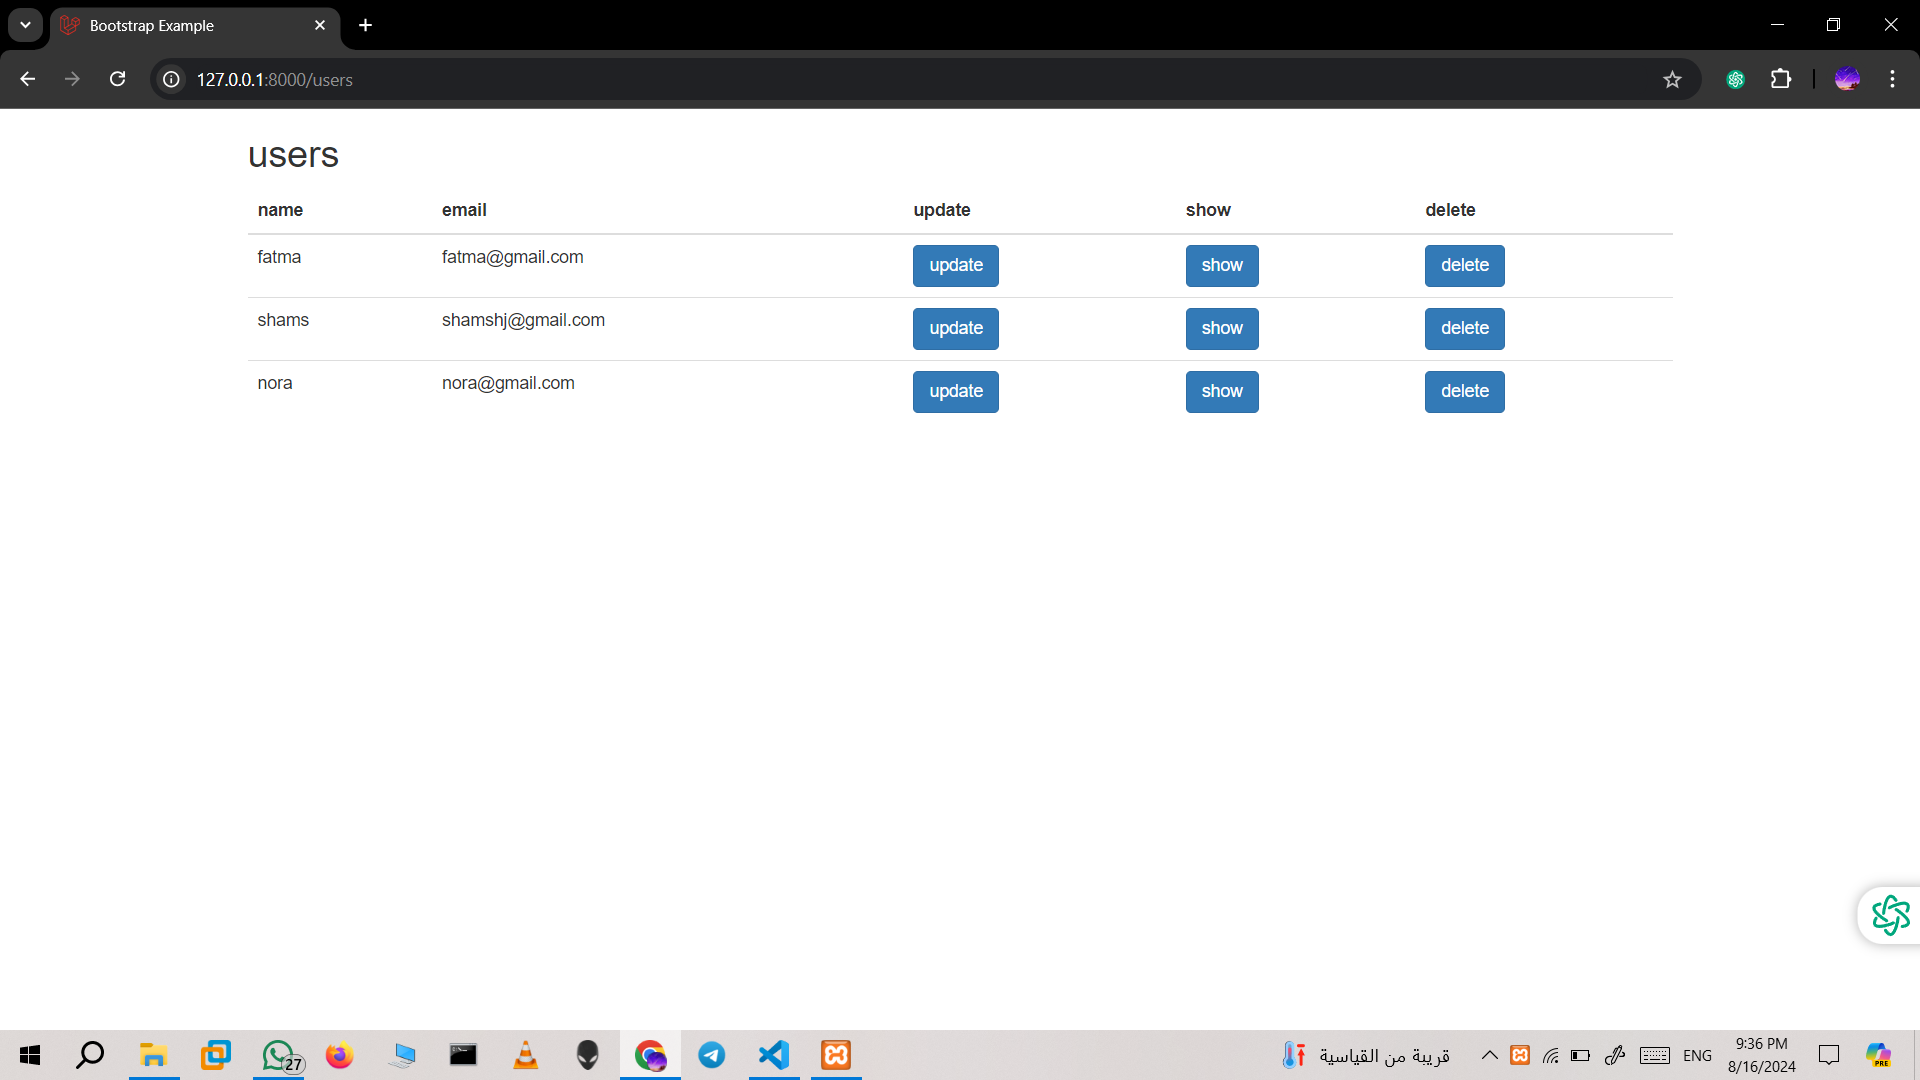 Bootstrap Example
127.0.0.1:8000/users
users
name email update show delete
fatma fatma@gmail.com update show delete
shams shamshj@gmail.com update show delete
nora nora@gmail.com update show delete
27
قريبة من القياسية
ENG
9:36 PM
8/16/2024
PRE